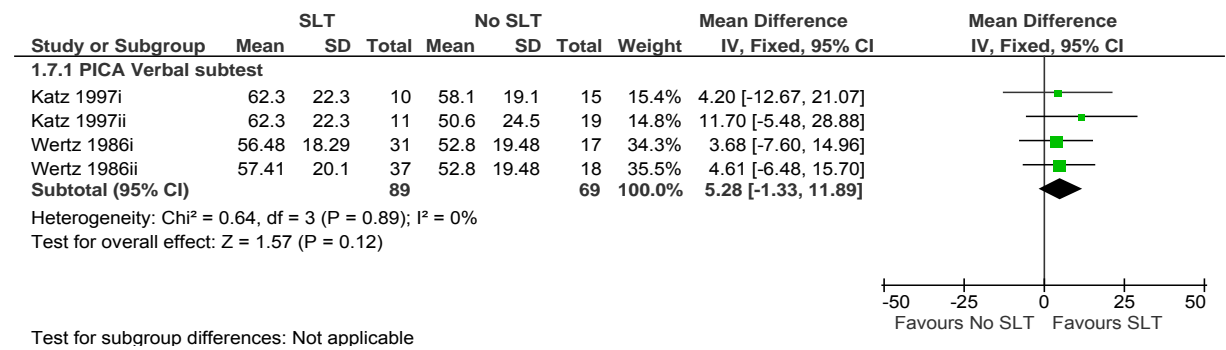 SLT No SLT Mean Difference Mean Difference
Study or Subgroup Mean SD Total Mean SD Total Weight IV, Fixed, 95% CI IV, Fixed, 95% CI
1.7.1 PICA Verbal subtest
Katz 1997i 62.3 22.3 10 58.1 19.1 15 15.4% 4.20 [-12.67, 21.07]
Katz 1997ii 62.3 22.3 11 50.6 24.5 19 14.8% 11.70 [-5.48, 28.88]
Wertz 1986i 56.48 18.29 31 52.8 19.48 17 34.3% 3.68 [-7.60, 14.96]
Wertz 1986ii 57.41 20.1 37 52.8 19.48 18 35.5% 4.61 [-6.48, 15.70]
Subtotal (95% CI) 89 69 100.0% 5.28 [-1.33, 11.89]
Heterogeneity: Chi² = 0.64, df = 3 (P = 0.89); I² = 0%
Test for overall effect: Z = 1.57 (P = 0.12)
-50 -25 0 25 50
Favours No SLT Favours SLT
Test for subgroup differences: Not applicable